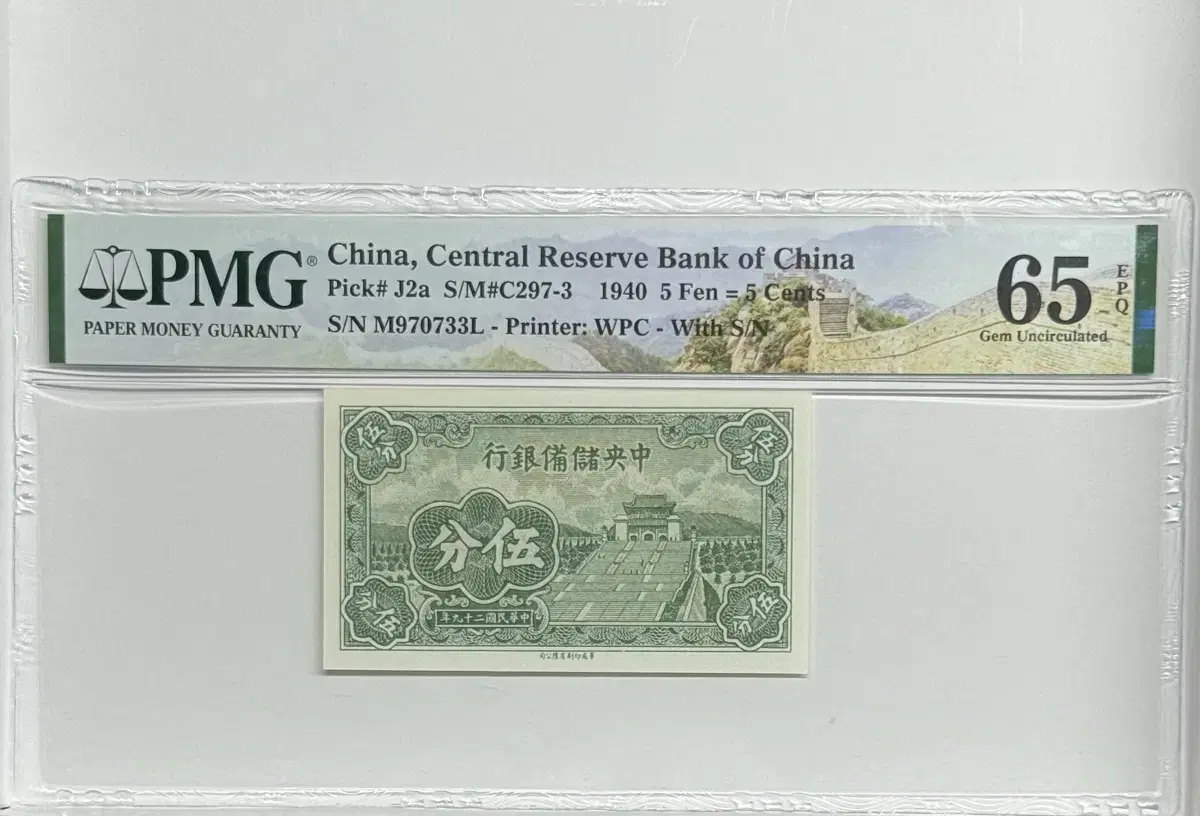 PMG®
PAPER MONEY GUARANTY
China, Central Reserve Bank of China
Pick# J2a S/M#C297-3 1940 5 Fen = 5 Cents
S/N M970733L - Printer: WPC - With S/N
65 EPQ
Gem Uncirculated
伍分
伍分
行銀備儲央中
分伍
伍分
伍分
年九十二國民華中